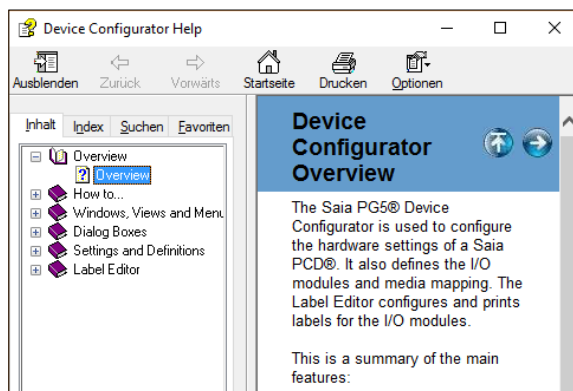 Device Configurator Help
Ausblenden Zurück Vorwärts Startseite Drucken Optionen
Inhalt Index Suchen Favoriten
Overview
Overview
How to...
Windows, Views and Menu
Dialog Boxes
Settings and Definitions
Label Editor
Device
Configurator
Overview
The Saia PG5® Device
Configurator is used to configure
the hardware settings of a Saia
PCD®. It also defines the I/O
modules and media mapping. The
Label Editor configures and prints
labels for the I/O modules.
This is a summary of the main
features: